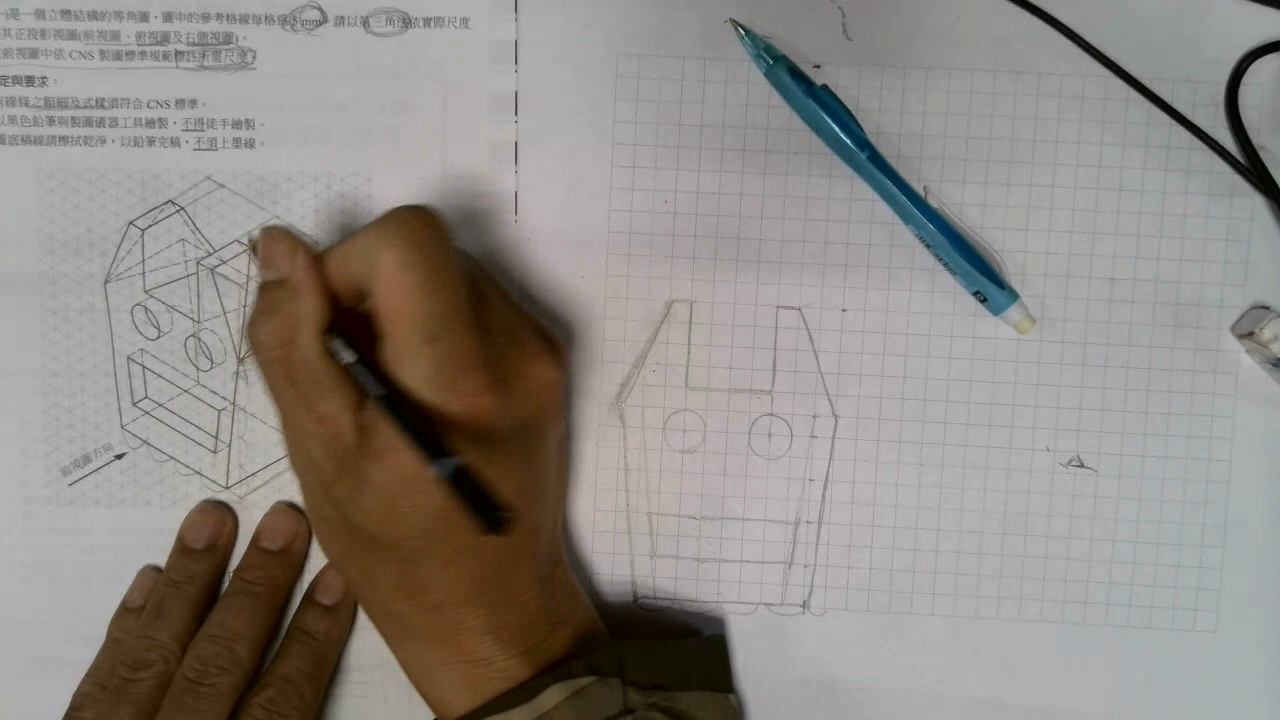 )是一個立體結構的等角圖，圖中的參考格線每格為 5 mm，請以第三角法依實際尺度
其正投影視圖(前視圖、俯視圖及右側視圖)。
前視圖中依 CNS 製圖標準規範標註所需尺度。
定與要求：
有線條之粗細及式樣須符合 CNS 標準。
以黑色鉛筆與製圖儀器工具繪製，不得徒手繪製。
圖底稿線請擦拭乾淨，以鉛筆完稿，不須上墨線。
前視圖方向